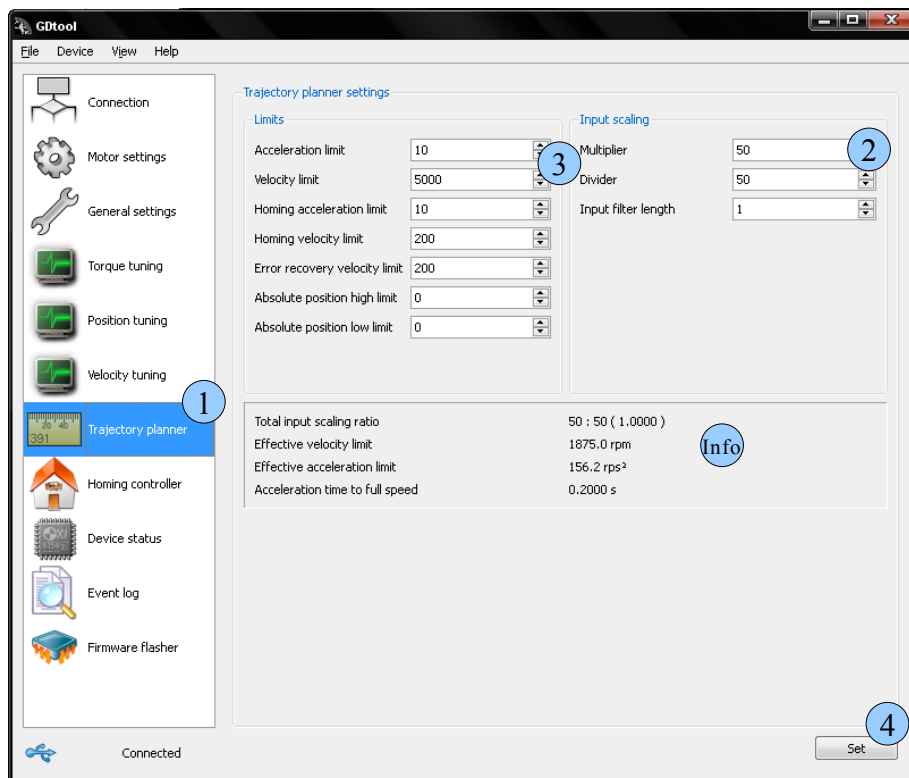 GDtool
File Device View Help
Connection
Motor settings
General settings
Torque tuning
Position tuning
Velocity tuning
1
20 40
391
Trajectory planner
Homing controller
Device status
Event log
Firmware flasher
Connected
Trajectory planner settings
Limits
Acceleration limit 10
3
Velocity limit 5000
Homing acceleration limit 10
Homing velocity limit 200
Error recovery velocity limit 200
Absolute position high limit 0
Absolute position low limit 0
Input scaling
Multiplier 50
2
Divider 50
Input filter length 1
Total input scaling ratio 50 : 50 ( 1.0000 )
Effective velocity limit 1875.0 rpm
Info
Effective acceleration limit 156.2 rps²
Acceleration time to full speed 0.2000 s
4
Set